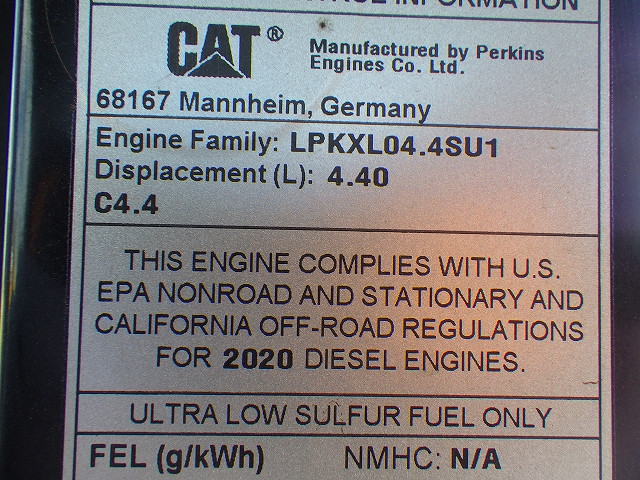 INFORMATION
CAT®
Manufactured by Perkins
Engines Co. Ltd.
68167 Mannheim, Germany
Engine Family: LPKXL04.4SU1
Displacement (L): 4.40
C4.4
THIS ENGINE COMPLIES WITH U.S.
EPA NONROAD AND STATIONARY AND
CALIFORNIA OFF-ROAD REGULATIONS
FOR 2020 DIESEL ENGINES.
ULTRA LOW SULFUR FUEL ONLY
FEL (g/kWh) NMHC: N/A